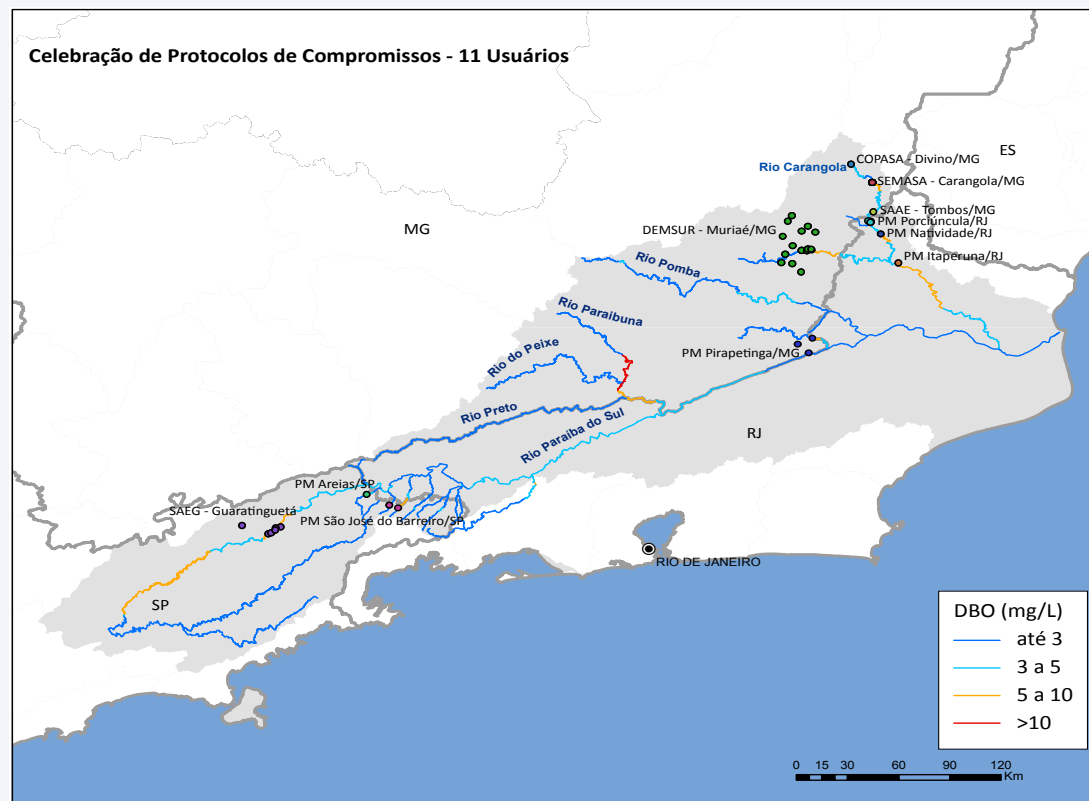 Celebração de Protocolos de Compromissos - 11 Usuários
ES
Rio Carangola
COPASA - Divino/MG
SEMASA - Carangola/MG
SAAE - Tombos/MG
PM Porciúncula/RJ
PM Natividade/RJ
DEMSUR - Muriaé/MG
MG
PM Itaperuna/RJ
Rio Pomba
Rio Paraibuna
Rio do Peixe
PM Pirapetinga/MG
Rio Preto
Rio Paraíba do Sul
RJ
PM Areias/SP
SAEG - Guaratinguetá
PM São José do Barreiro/SP
RIO DE JANEIRO
SP
DBO (mg/L)
até 3
3 a 5
5 a 10
>10
0 15 30 60 90 120
Km